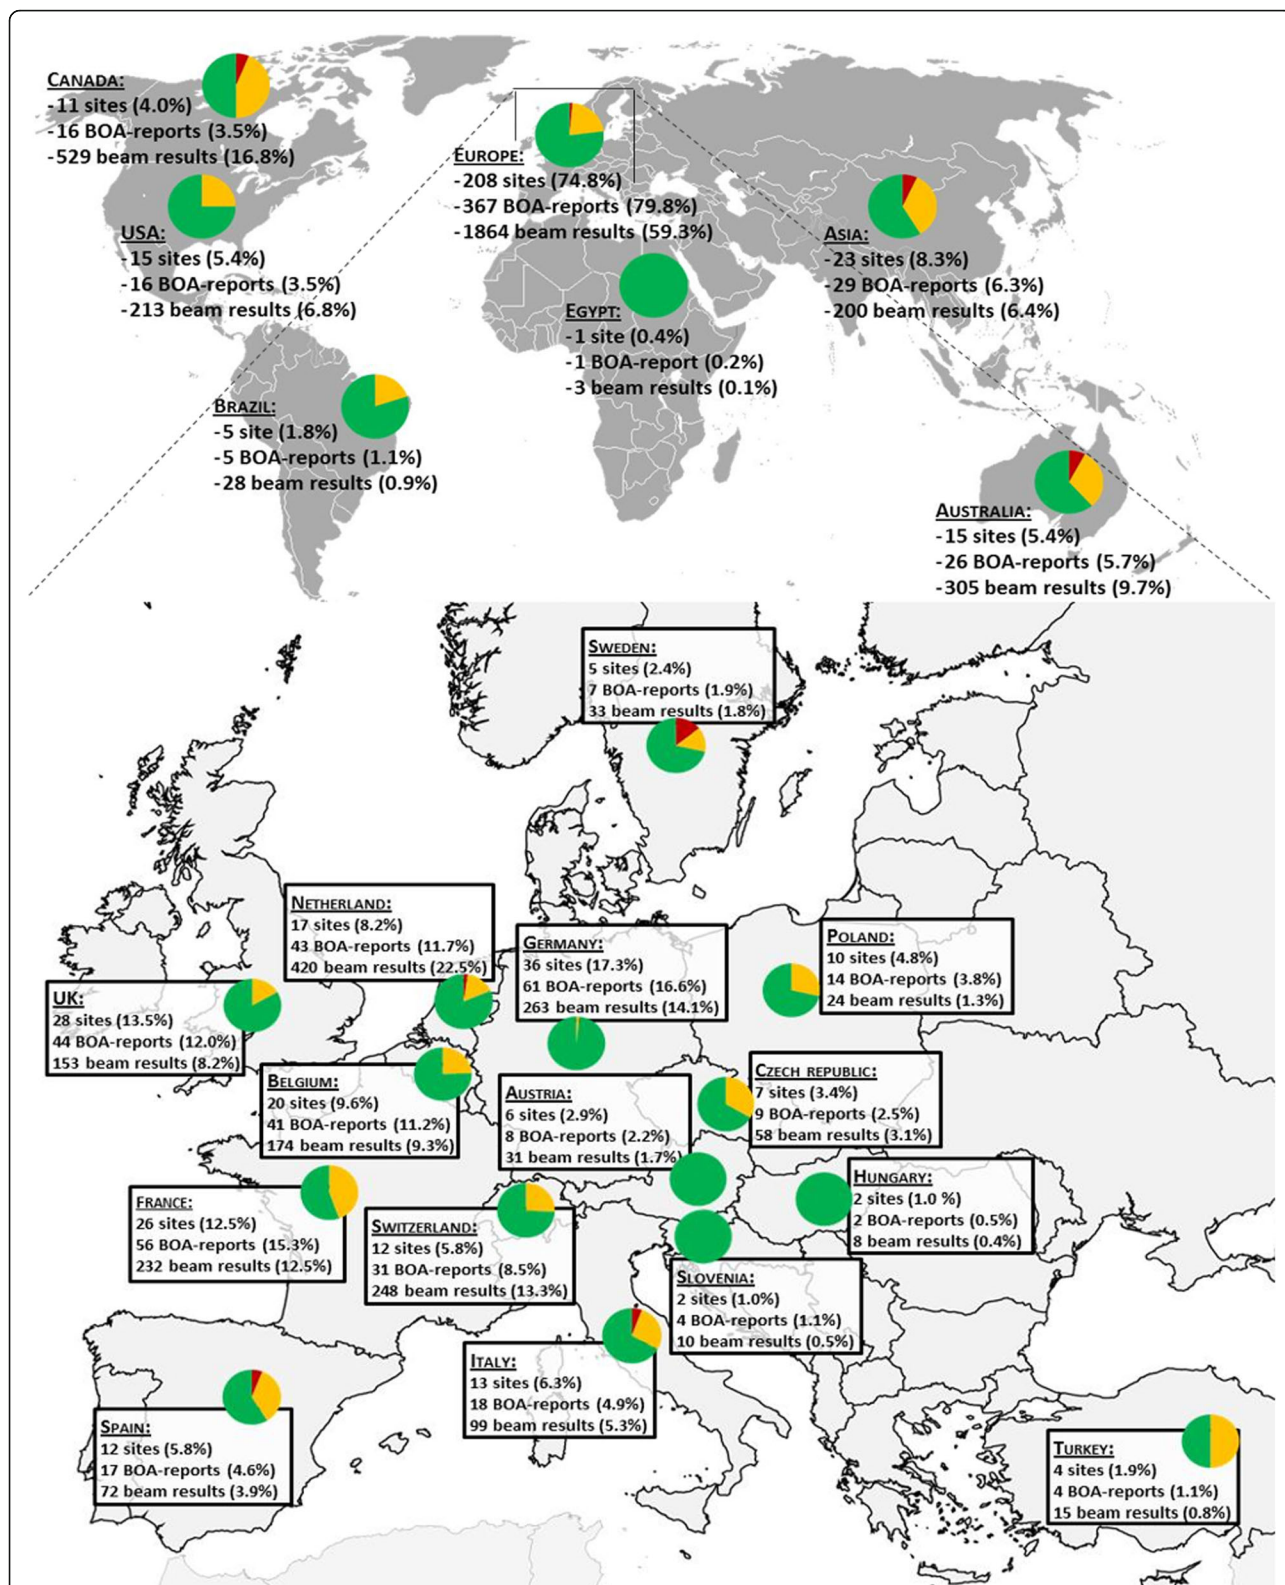 CANADA:
-11 sites (4.0%)
-16 BOA-reports (3.5%)
-529 beam results (16.8%)
USA:
-15 sites (5.4%)
-16 BOA-reports (3.5%)
-213 beam results (6.8%)
BRAZIL:
-5 site (1.8%)
-5 BOA-reports (1.1%)
-28 beam results (0.9%)
EUROPE:
-208 sites (74.8%)
-367 BOA-reports (79.8%)
-1864 beam results (59.3%)
EGYPT:
-1 site (0.4%)
-1 BOA-report (0.2%)
-3 beam results (0.1%)
ASIA:
-23 sites (8.3%)
-29 BOA-reports (6.3%)
-200 beam results (6.4%)
AUSTRALIA:
-15 sites (5.4%)
-26 BOA-reports (5.7%)
-305 beam results (9.7%)
SWEDEN:
5 sites (2.4%)
7 BOA-reports (1.9%)
33 beam results (1.8%)
NETHERLAND:
17 sites (8.2%)
43 BOA-reports (11.7%)
420 beam results (22.5%)
GERMANY:
36 sites (17.3%)
61 BOA-reports (16.6%)
263 beam results (14.1%)
POLAND:
10 sites (4.8%)
14 BOA-reports (3.8%)
24 beam results (1.3%)
UK:
28 sites (13.5%)
44 BOA-reports (12.0%)
153 beam results (8.2%)
BELGIUM:
20 sites (9.6%)
41 BOA-reports (11.2%)
174 beam results (9.3%)
AUSTRIA:
6 sites (2.9%)
8 BOA-reports (2.2%)
31 beam results (1.7%)
CZECH REPUBLIC:
7 sites (3.4%)
9 BOA-reports (2.5%)
58 beam results (3.1%)
FRANCE:
26 sites (12.5%)
56 BOA-reports (15.3%)
232 beam results (12.5%)
SWITZERLAND:
12 sites (5.8%)
31 BOA-reports (8.5%)
248 beam results (13.3%)
HUNGARY:
2 sites (1.0 %)
2 BOA-reports (0.5%)
8 beam results (0.4%)
SLOVENIA:
2 sites (1.0%)
4 BOA-reports (1.1%)
10 beam results (0.5%)
ITALY:
13 sites (6.3%)
18 BOA-reports (4.9%)
99 beam results (5.3%)
SPAIN:
12 sites (5.8%)
17 BOA-reports (4.6%)
72 beam results (3.9%)
TURKEY:
4 sites (1.9%)
4 BOA-reports (1.1%)
15 beam results (0.8%)